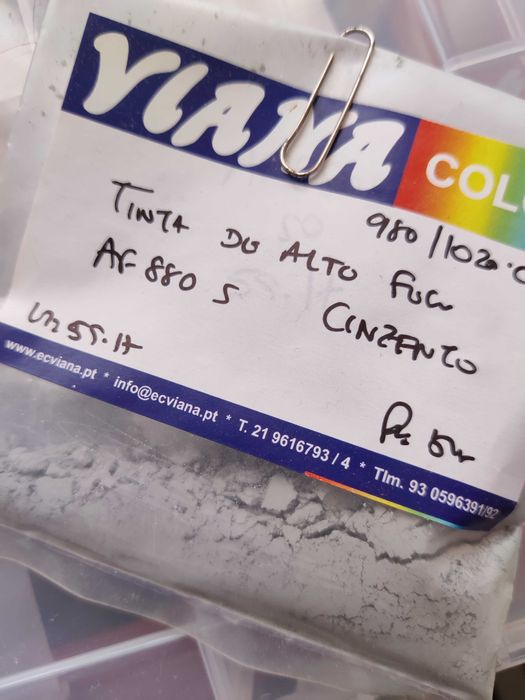 VIANA COLO
980/1020.C
TINTA DE ALTO FOGO
AF 880 S CINZENTO
www.ecviana.pt * info@ecviana.pt * T. 21 9616793 / 4 * Tlm. 93 0596391/92